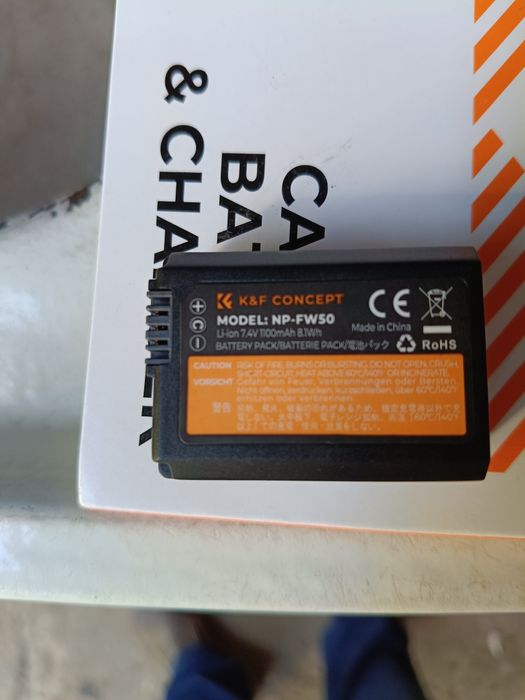 CA
BAT
& CHA ER
K&F CONCEPT
MODEL: NP-FW50
Li-ion 7.4V 1100mAh 8.1Wh
BATTERY PACK/BATTERIE PACK/電池パック
CE
Made in China
RoHS
+
C
−
CAUTION RISK OF FIRE, BURNS OR BURSTING, DO NOT OPEN, CRUSH,
SHORT-CIRCUIT, HEAT ABOVE 60°C/140°F OR INCINERATE.
VORSICHT Gefahr von Feuer, Verbrennungen oder Bersten.
Nicht öffnen, zerdrücken, kurzschließen, über 60°C/140°F
erhitzen oder verbrennen.
警告